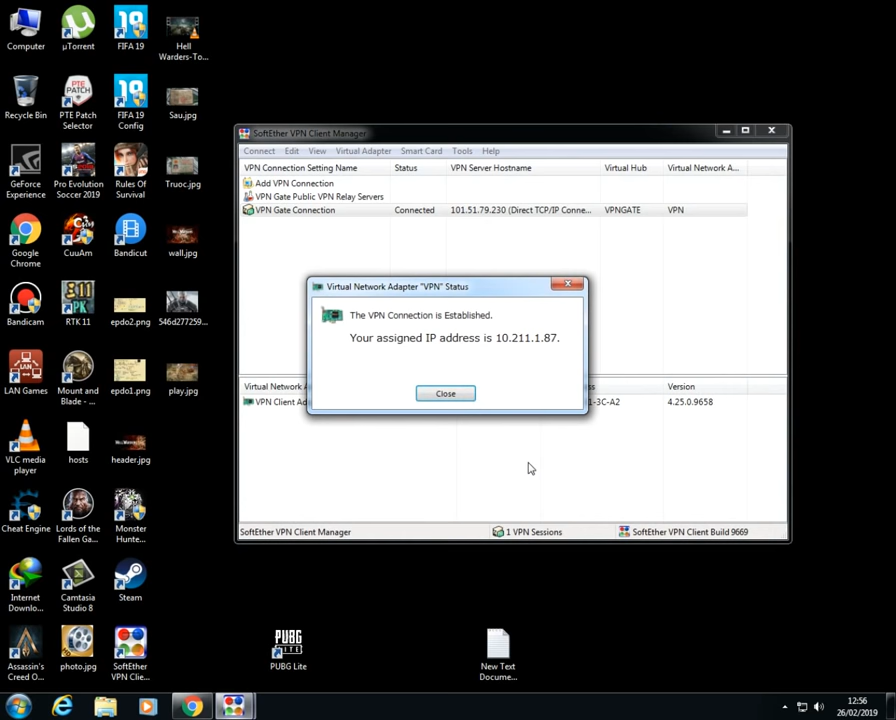 Computer
µTorrent
FIFA 19
Hell
Warders-To...
Recycle Bin
PTE Patch
Selector
FIFA 19
Config
Sau.jpg
GeForce
Experience
Pro Evolution
Soccer 2019
Rules Of
Survival
Truoc.jpg
Google
Chrome
CuuAm
Bandicut
wall.jpg
Bandicam
RTK 11
epdo2.png
546d277259...
LAN Games
Mount and
Blade - ...
epdo1.png
play.jpg
VLC media
player
hosts
header.jpg
Cheat Engine
Lords of the
Fallen Ga...
Monster
Hunte...
Internet
Downlo...
Camtasia
Studio 8
Steam
Assassin's
Creed O...
photo.jpg
SoftEther
VPN Clie...
PUBG
LITE
PUBG Lite
New Text
Docume...
SoftEther VPN Client Manager
Connect Edit View Virtual Adapter Smart Card Tools Help
VPN Connection Setting Name Status VPN Server Hostname Virtual Hub Virtual Network A...
Add VPN Connection
VPN Gate Public VPN Relay Servers
VPN Gate Connection Connected 101.51.79.230 (Direct TCP/IP Conne... VPNGATE VPN
Virtual Network Adapter "VPN" Status
The VPN Connection is Established.
Your assigned IP address is 10.211.1.87.
Close
Virtual Network Version
VPN Client Ad 1-3C-A2 4.25.0.9658
SoftEther VPN Client Manager 1 VPN Sessions SoftEther VPN Client Build 9669
12:56
26/02/2019